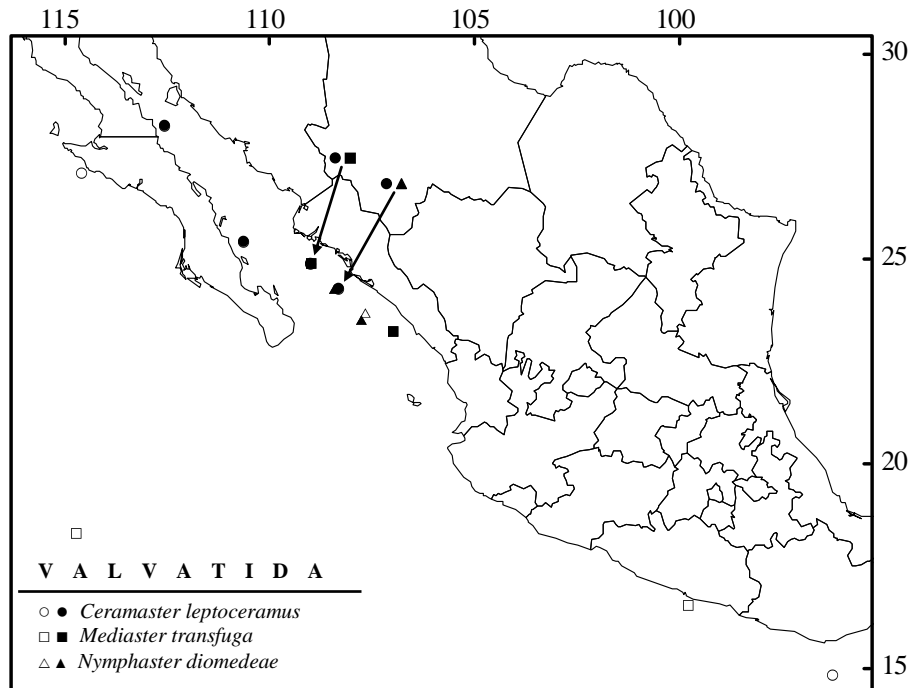 115 110 105 100
30
25
20
15
V A L V A T I D A
Ceramaster leptoceramus
Mediaster transfuga
Nymphaster diomedeae